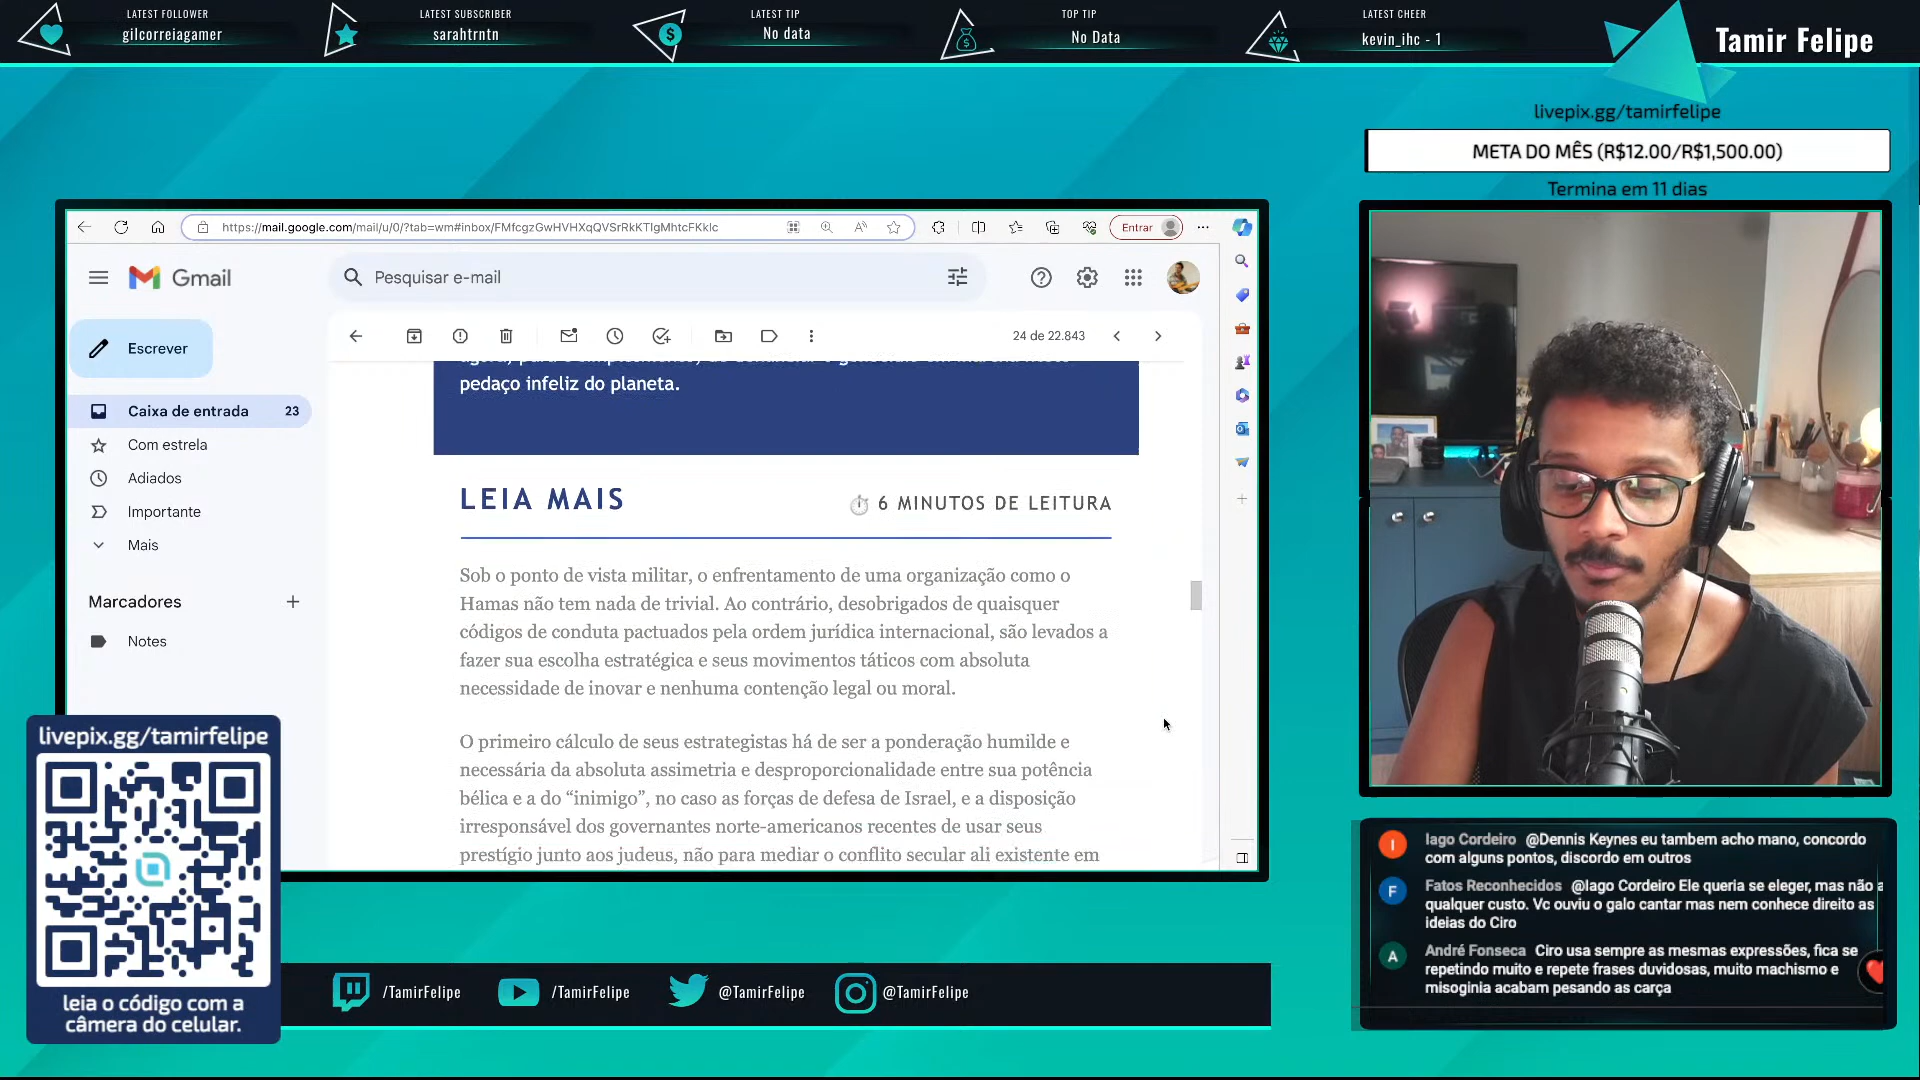 LATEST FOLLOWER
gilcorreiagamer
LATEST SUBSCRIBER
sarahtrntn
LATEST TIP
No data
TOP TIP
No Data
LATEST CHEER
kevin_ihc - 1
Tamir Felipe
livepix.gg/tamirfelipe
META DO MÊS (R$12.00/R$1,500.00)
Termina em 11 dias
https://mail.google.com/mail/u/0/?tab=wm#inbox/FMfcgzGwHVHXqQVSrRkKTlgMhtcFKklc
Entrar
Gmail
Pesquisar e-mail
Escrever
24 de 22.843
Caixa de entrada 23
Com estrela
Adiados
Importante
Mais
Marcadores
Notes
pedaço infeliz do planeta.
LEIA MAIS
6 MINUTOS DE LEITURA
Sob o ponto de vista militar, o enfrentamento de uma organização como o
Hamas não tem nada de trivial. Ao contrário, desobrigados de quaisquer
códigos de conduta pactuados pela ordem jurídica internacional, são levados a
fazer sua escolha estratégica e seus movimentos táticos com absoluta
necessidade de inovar e nenhuma contenção legal ou moral.
O primeiro cálculo de seus estrategistas há de ser a ponderação humilde e
necessária da absoluta assimetria e desproporcionalidade entre sua potência
bélica e a do “inimigo”, no caso as forças de defesa de Israel, e a disposição
irresponsável dos governantes norte-americanos recentes de usar seus
prestígio junto aos judeus, não para mediar o conflito secular ali existente em
livepix.gg/tamirfelipe
leia o código com a
câmera do celular.
/TamirFelipe
/TamirFelipe
@TamirFelipe
@TamirFelipe
I
Iago Cordeiro @Dennis Keynes eu tambem acho mano, concordo
com alguns pontos, discordo em outros
F
Fatos Reconhecidos @Iago Cordeiro Ele queria se eleger, mas não a
qualquer custo. Vc ouviu o galo cantar mas nem conhece direito as
ideias do Ciro
A
André Fonseca Ciro usa sempre as mesmas expressões, fica se
repetindo muito e repete frases duvidosas, muito machismo e
misoginia acabam pesando as carça